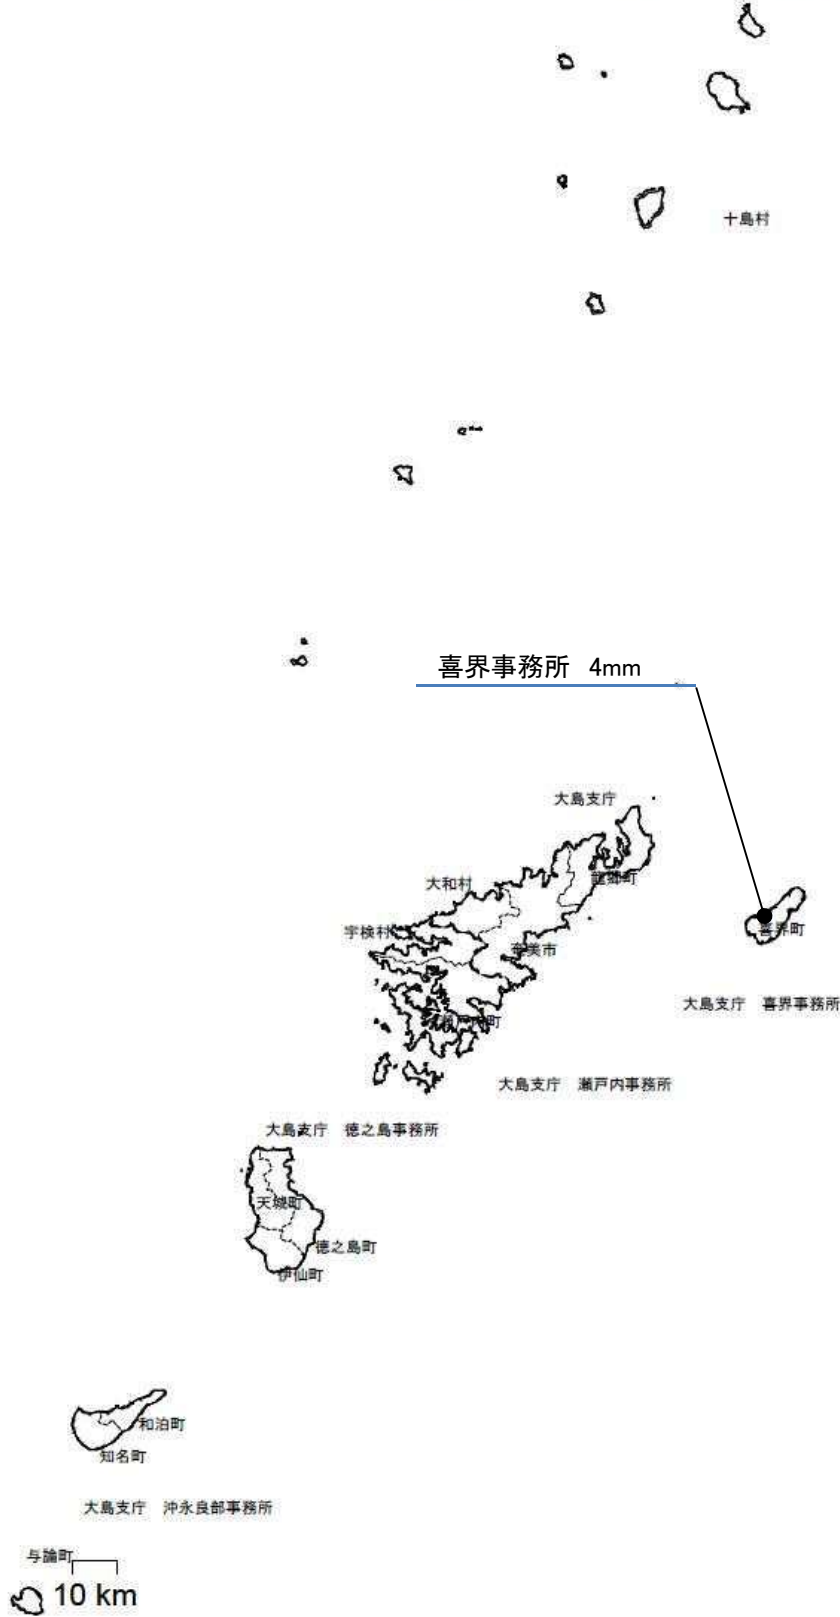 十島村
喜界事務所 4mm
大島支庁
龍郷町
大和村
宇検村
奄美市
喜界町
大島支庁 喜界事務所
瀬戸内町
大島支庁 瀬戸内事務所
大島支庁 徳之島事務所
天城町
徳之島町
伊仙町
和泊町
知名町
大島支庁 沖永良部事務所
与論町
10 km